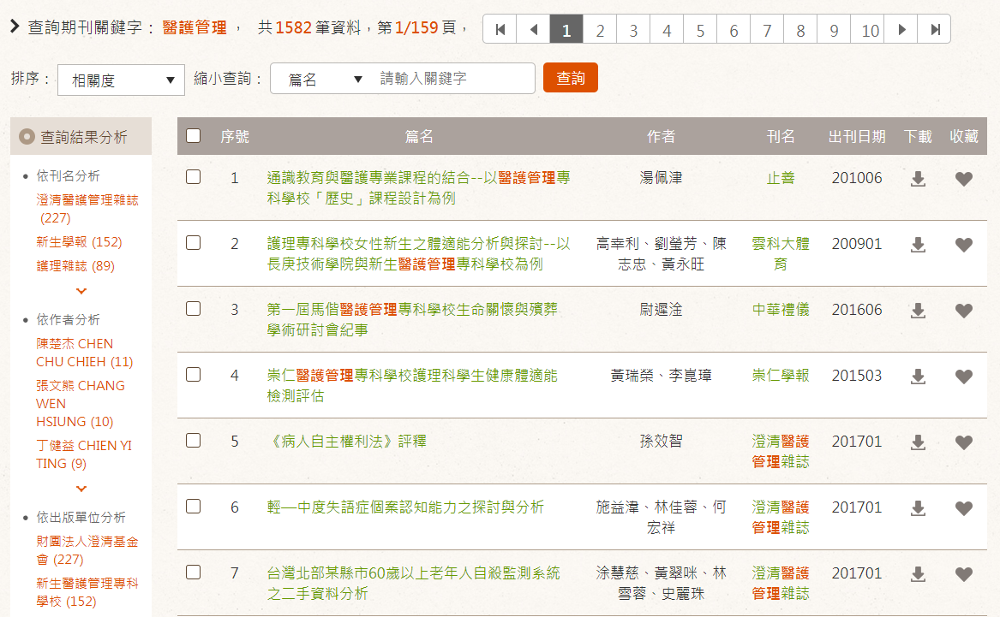 查詢期刊關鍵字： 醫護管理 ， 共 1582 筆資料，第 1/159 頁，
1 2 3 4 5 6 7 8 9 10
排序： 相關度 縮小查詢： 篇名 請輸入關鍵字 查詢
查詢結果分析
依刊名分析
澄清醫護管理雜誌
(227)
新生學報 (152)
護理雜誌 (89)
依作者分析
陳楚杰 CHEN
CHU CHIEH (11)
張文熊 CHANG
WEN
HSIUNG (10)
丁健益 CHIEN YI
TING (9)
依出版單位分析
財團法人澄清基金
會 (227)
新生醫護管理專科
學校 (152)
序號 篇名 作者 刊名 出刊日期 下載 收藏
1 通識教育與醫護專業課程的結合--以醫護管理專 湯佩津 止善 201006
科學校「歷史」課程設計為例
2 護理專科學校女性新生之體適能分析與探討--以 高幸利、劉瑩芳、陳 雲科大體 200901
長庚技術學院與新生醫護管理專科學校為例 志忠、黃永旺 育
3 第一屆馬偕醫護管理專科學校生命關懷與殯葬 尉遲淦 中華禮儀 201606
學術研討會紀事
4 崇仁醫護管理專科學校護理科學生健康體適能 黃瑞榮、李崑璋 崇仁學報 201503
檢測評估
5 《病人自主權利法》評釋 孫效智 澄清醫護 201701
管理雜誌
6 輕──中度失語症個案認知能力之探討與分析 施益湋、林佳蓉、何 澄清醫護 201701
宏祥 管理雜誌
7 台灣北部某縣市60歲以上老年人自殺監測系統 涂慧慈、黃翠咪、林 澄清醫護 201701
之二手資料分析 雪蓉、史麗珠 管理雜誌